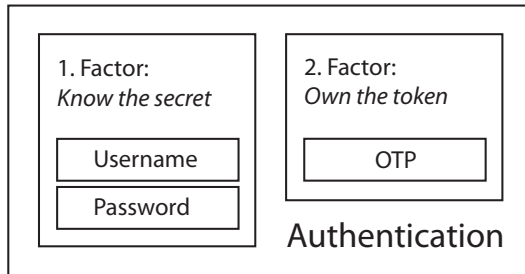 1. Factor:
Know the secret
Username
Password
2. Factor:
Own the token
OTP
Authentication